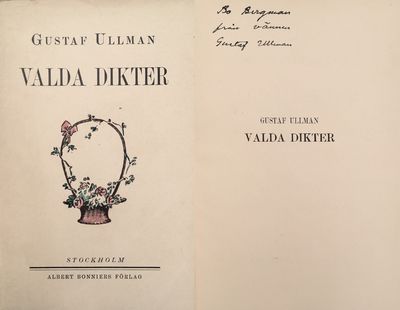 GUSTAF ULLMAN
VALDA DIKTER
STOCKHOLM
ALBERT BONNIERS FÖRLAG
Bo Bergman
från vännen
Gustaf Ullman
GUSTAF ULLMAN
VALDA DIKTER